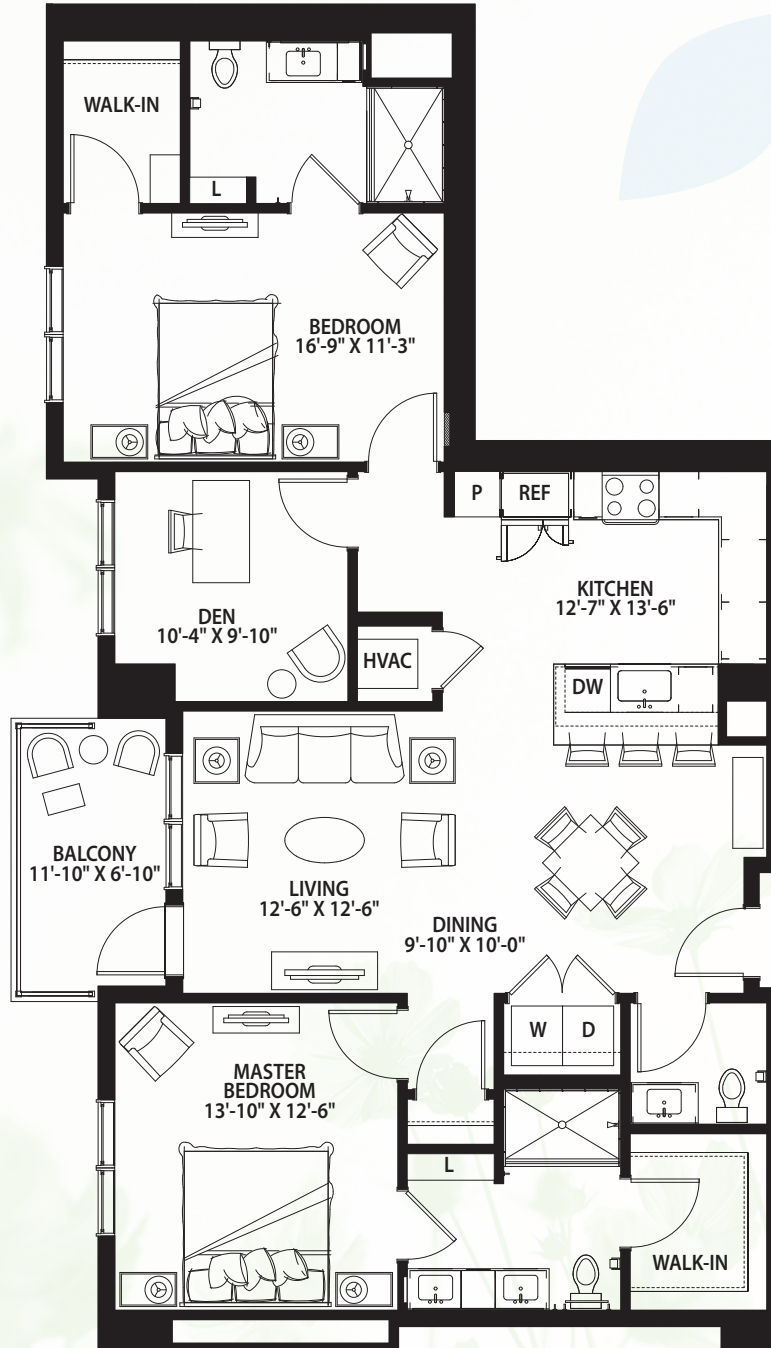 WALK-IN
L
BEDROOM
16'-9" X 11'-3"
P
REF
KITCHEN
12'-7" X 13'-6"
DEN
10'-4" X 9'-10"
HVAC
DW
BALCONY
11'-10" X 6'-10"
LIVING
12'-6" X 12'-6"
DINING
9'-10" X 10'-0"
W
D
MASTER
BEDROOM
13'-10" X 12'-6"
L
WALK-IN